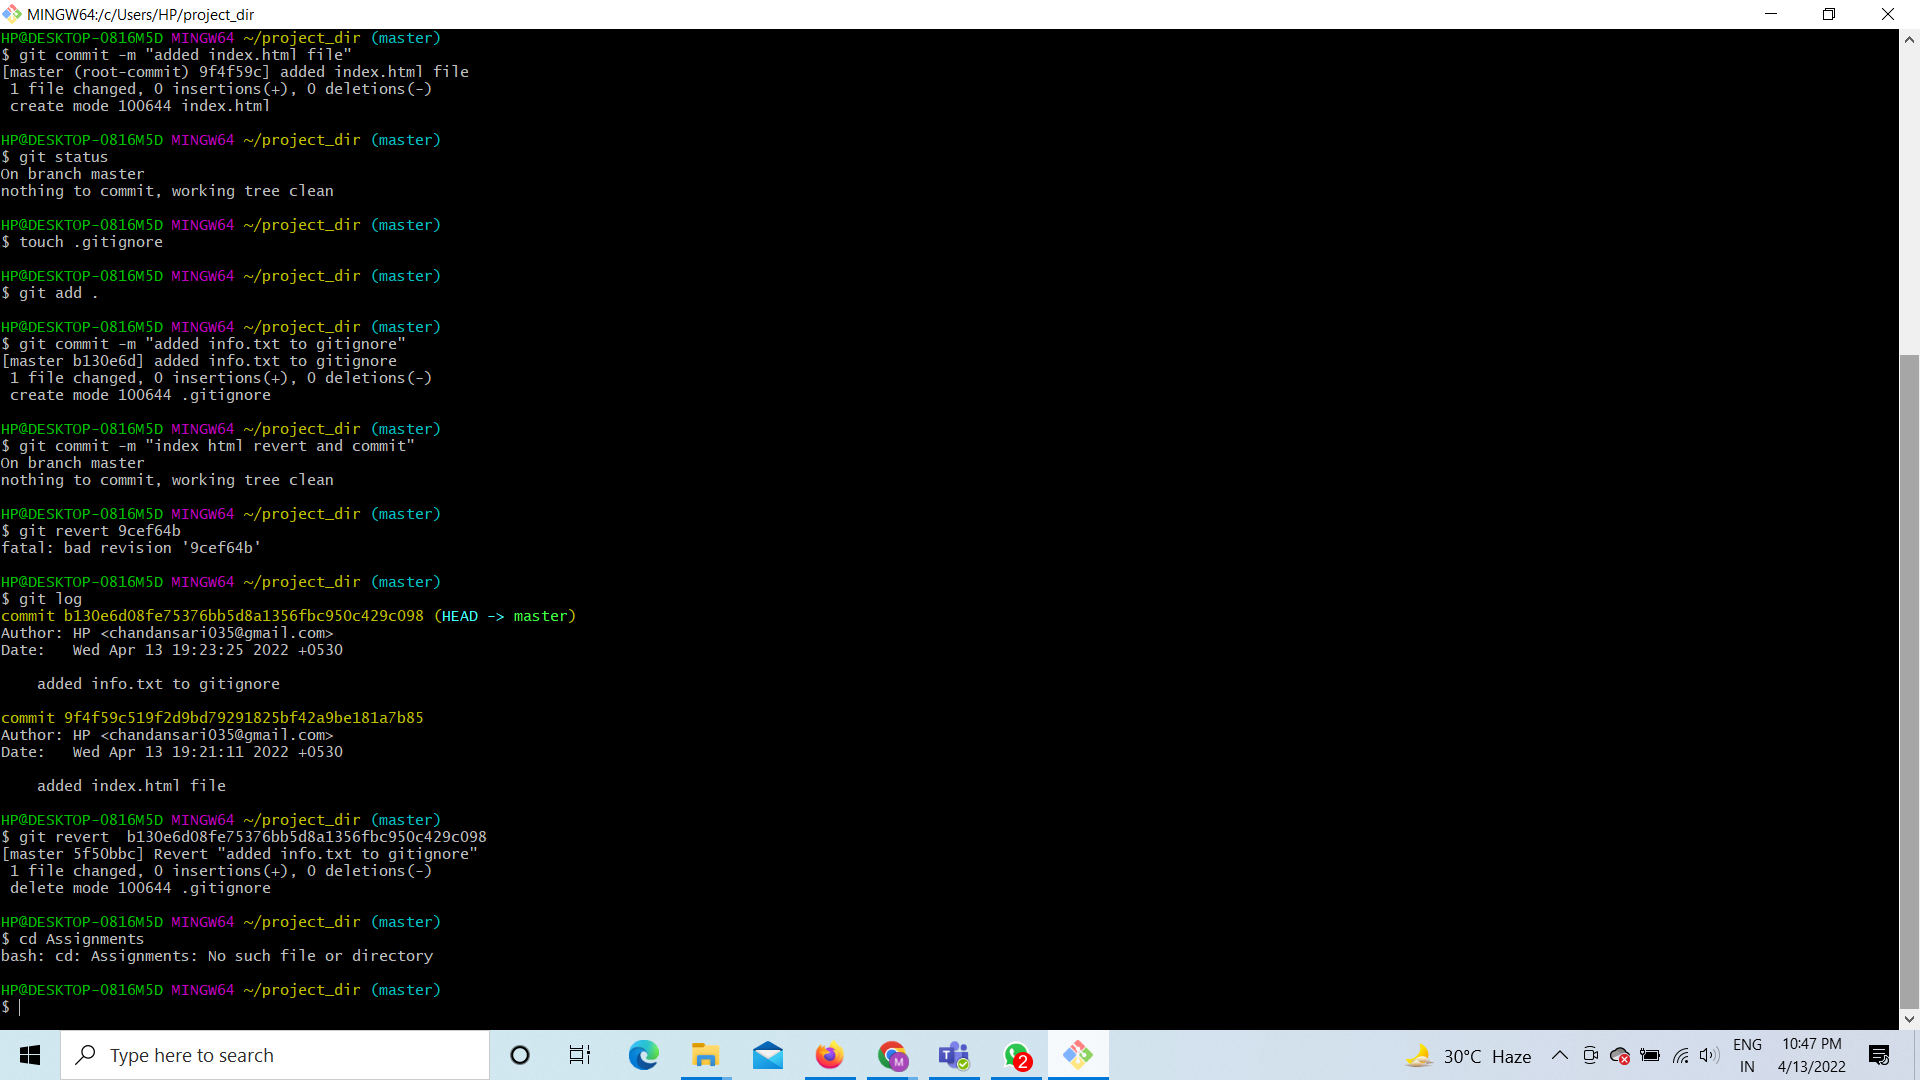 MINGW64:/c/Users/HP/project_dir
HP@DESKTOP-0816M5D MINGW64 ~/project_dir (master)
$ git commit -m "added index.html file"
[master (root-commit) 9f4f59c] added index.html file
 1 file changed, 0 insertions(+), 0 deletions(-)
 create mode 100644 index.html

HP@DESKTOP-0816M5D MINGW64 ~/project_dir (master)
$ git status
On branch master
nothing to commit, working tree clean

HP@DESKTOP-0816M5D MINGW64 ~/project_dir (master)
$ touch .gitignore

HP@DESKTOP-0816M5D MINGW64 ~/project_dir (master)
$ git add .

HP@DESKTOP-0816M5D MINGW64 ~/project_dir (master)
$ git commit -m "added info.txt to gitignore"
[master b130e6d] added info.txt to gitignore
 1 file changed, 0 insertions(+), 0 deletions(-)
 create mode 100644 .gitignore

HP@DESKTOP-0816M5D MINGW64 ~/project_dir (master)
$ git commit -m "index html revert and commit"
On branch master
nothing to commit, working tree clean

HP@DESKTOP-0816M5D MINGW64 ~/project_dir (master)
$ git revert 9cef64b
fatal: bad revision '9cef64b'

HP@DESKTOP-0816M5D MINGW64 ~/project_dir (master)
$ git log
commit b130e6d08fe75376bb5d8a1356fbc950c429c098 (HEAD -> master)
Author: HP <chandansari035@gmail.com>
Date:   Wed Apr 13 19:23:25 2022 +0530

    added info.txt to gitignore

commit 9f4f59c519f2d9bd79291825bf42a9be181a7b85
Author: HP <chandansari035@gmail.com>
Date:   Wed Apr 13 19:21:11 2022 +0530

    added index.html file

HP@DESKTOP-0816M5D MINGW64 ~/project_dir (master)
$ git revert  b130e6d08fe75376bb5d8a1356fbc950c429c098
[master 5f50bbc] Revert "added info.txt to gitignore"
 1 file changed, 0 insertions(+), 0 deletions(-)
 delete mode 100644 .gitignore

HP@DESKTOP-0816M5D MINGW64 ~/project_dir (master)
$ cd Assignments
bash: cd: Assignments: No such file or directory

HP@DESKTOP-0816M5D MINGW64 ~/project_dir (master)
$
Type here to search
M
T
2
30°C Haze
ENG
IN
10:47 PM
4/13/2022